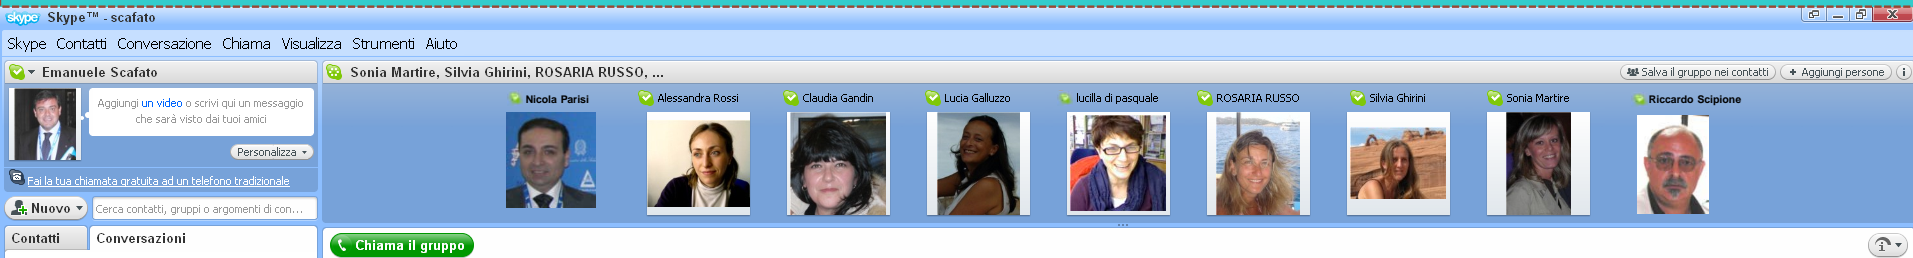 skype Skype™ - scafato
Skype Contatti Conversazione Chiama Visualizza Strumenti Aiuto
Emanuele Scafato
Sonia Martire, Silvia Ghirini, ROSARIA RUSSO, ...
Salva il gruppo nei contatti
+ Aggiungi persone
Aggiungi un video o scrivi qui un messaggio
che sarà visto dai tuoi amici
Personalizza
Fai la tua chiamata gratuita ad un telefono tradizionale
Nuovo
Cerca contatti, gruppi o argomenti di con...
Contatti
Conversazioni
Nicola Parisi
Alessandra Rossi
Claudia Gandin
Lucia Galluzzo
lucilla di pasquale
ROSARIA RUSSO
Silvia Ghirini
Sonia Martire
Riccardo Scipione
Chiama il gruppo